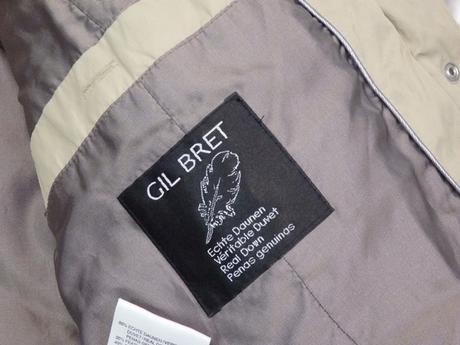 GIL BRET
Echte Daunen
Véritable Duvet
Real Down
Penas genuinas